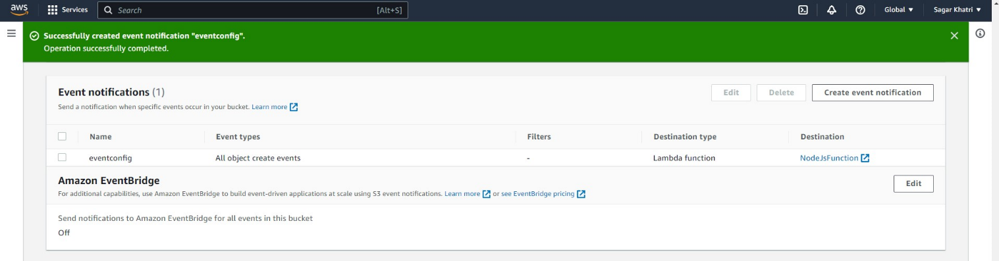 aws Services Search [Alt+S] Global Sagar Khatri
Successfully created event notification "eventconfig".
Operation successfully completed.
Event notifications (1) Edit Delete Create event notification
Send a notification when specific events occur in your bucket. Learn more
Name Event types Filters Destination type Destination
eventconfig All object create events - Lambda function NodeJsFunction
Amazon EventBridge Edit
For additional capabilities, use Amazon EventBridge to build event-driven applications at scale using S3 event notifications. Learn more or see EventBridge pricing
Send notifications to Amazon EventBridge for all events in this bucket
Off